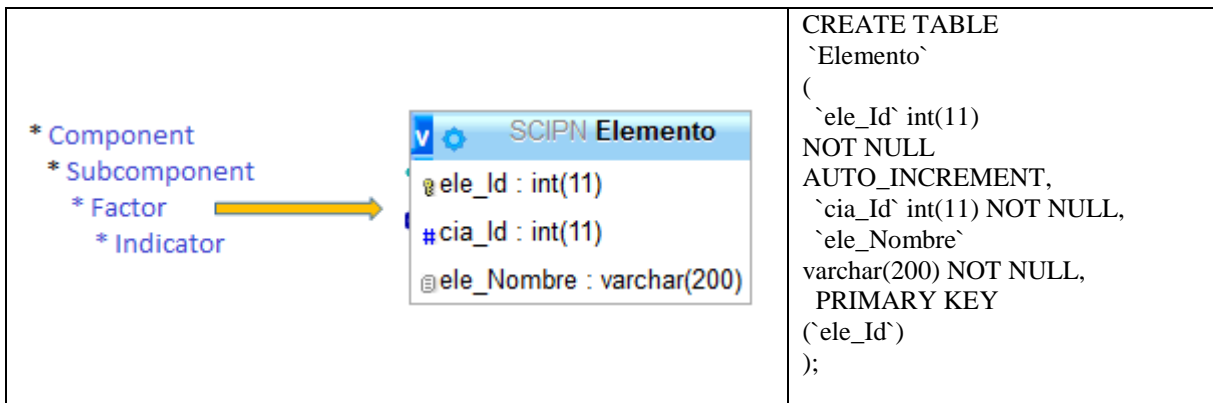 * Component
* Subcomponent
* Factor
* Indicator
v SCIPN Elemento
ele_Id : int(11)
# cia_Id : int(11)
ele_Nombre : varchar(200)
CREATE TABLE
`Elemento`
(
`ele_Id` int(11)
NOT NULL
AUTO_INCREMENT,
`cia_Id` int(11) NOT NULL,
`ele_Nombre`
varchar(200) NOT NULL,
PRIMARY KEY
(`ele_Id`)
);